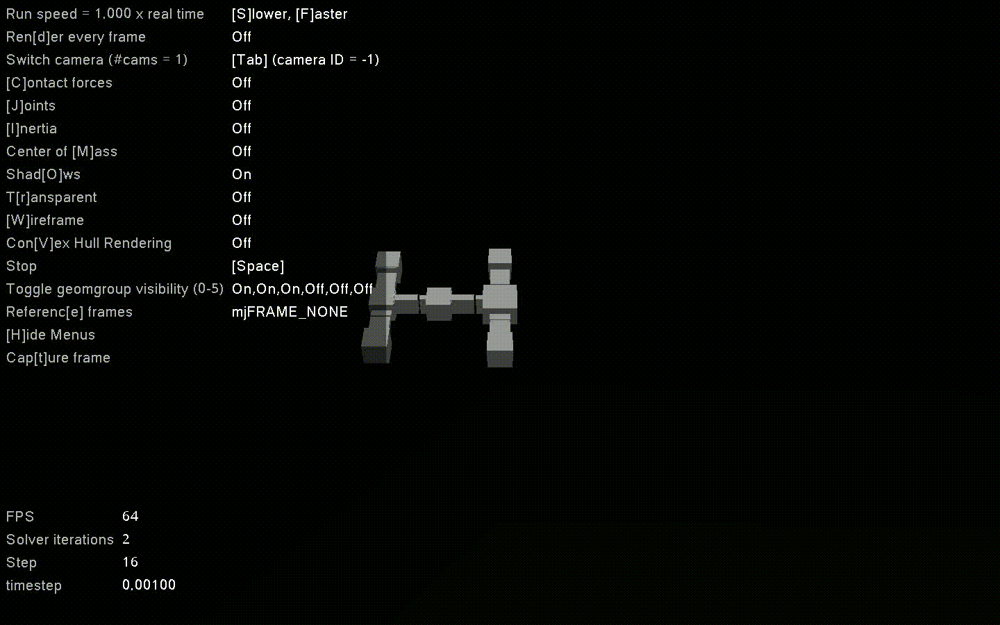 Run speed = 1.000 x real time [S]lower, [F]aster
Ren[d]er every frame Off
Switch camera (#cams = 1) [Tab] (camera ID = -1)
[C]ontact forces Off
[J]oints Off
[I]nertia Off
Center of [M]ass Off
Shad[O]ws On
T[r]ansparent Off
[W]ireframe Off
Con[V]ex Hull Rendering Off
Stop [Space]
Toggle geomgroup visibility (0-5) On,On,On,Off,Off,Off
Referenc[e] frames mjFRAME_NONE
[H]ide Menus
Cap[t]ure frame
FPS 64
Solver iterations 2
Step 16
timestep 0.00100